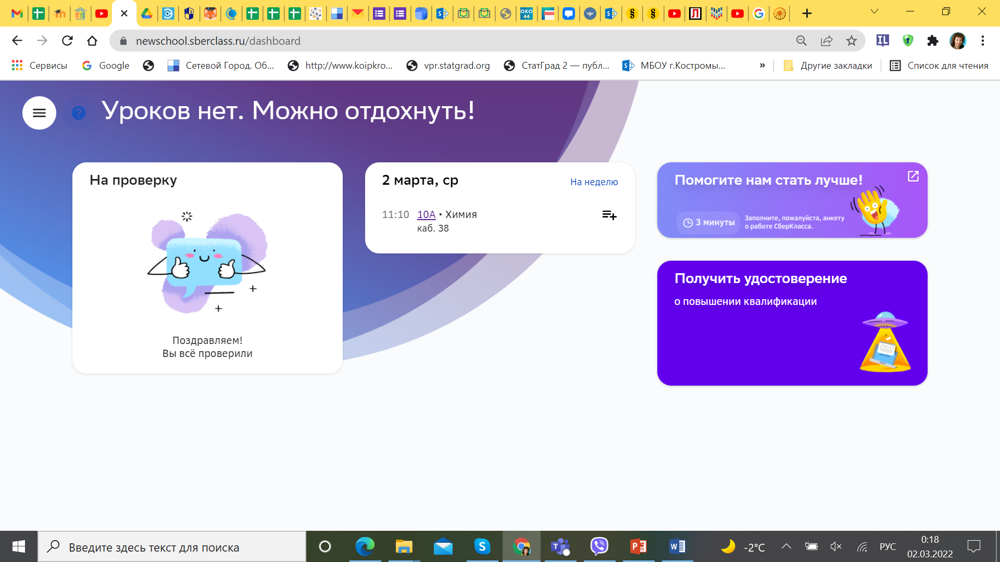 newschool.sberclass.ru/dashboard
Сервисы
Google
Сетевой Город. Об...
http://www.koipkro...
vpr.statgrad.org
СтатГрад 2 — публ...
МБОУ г.Костромы...
»
Другие закладки
Список для чтения
Уроков нет. Можно отдохнуть!
На проверку
Поздравляем!
Вы всё проверили
2 марта, ср
На неделю
11:10 10А • Химия
каб. 38
Помогите нам стать лучше!
3 минуты
Заполните, пожалуйста, анкету
о работе СберКласса.
Получить удостоверение
о повышении квалификации
Введите здесь текст для поиска
-2°C
РУС
0:18
02.03.2022